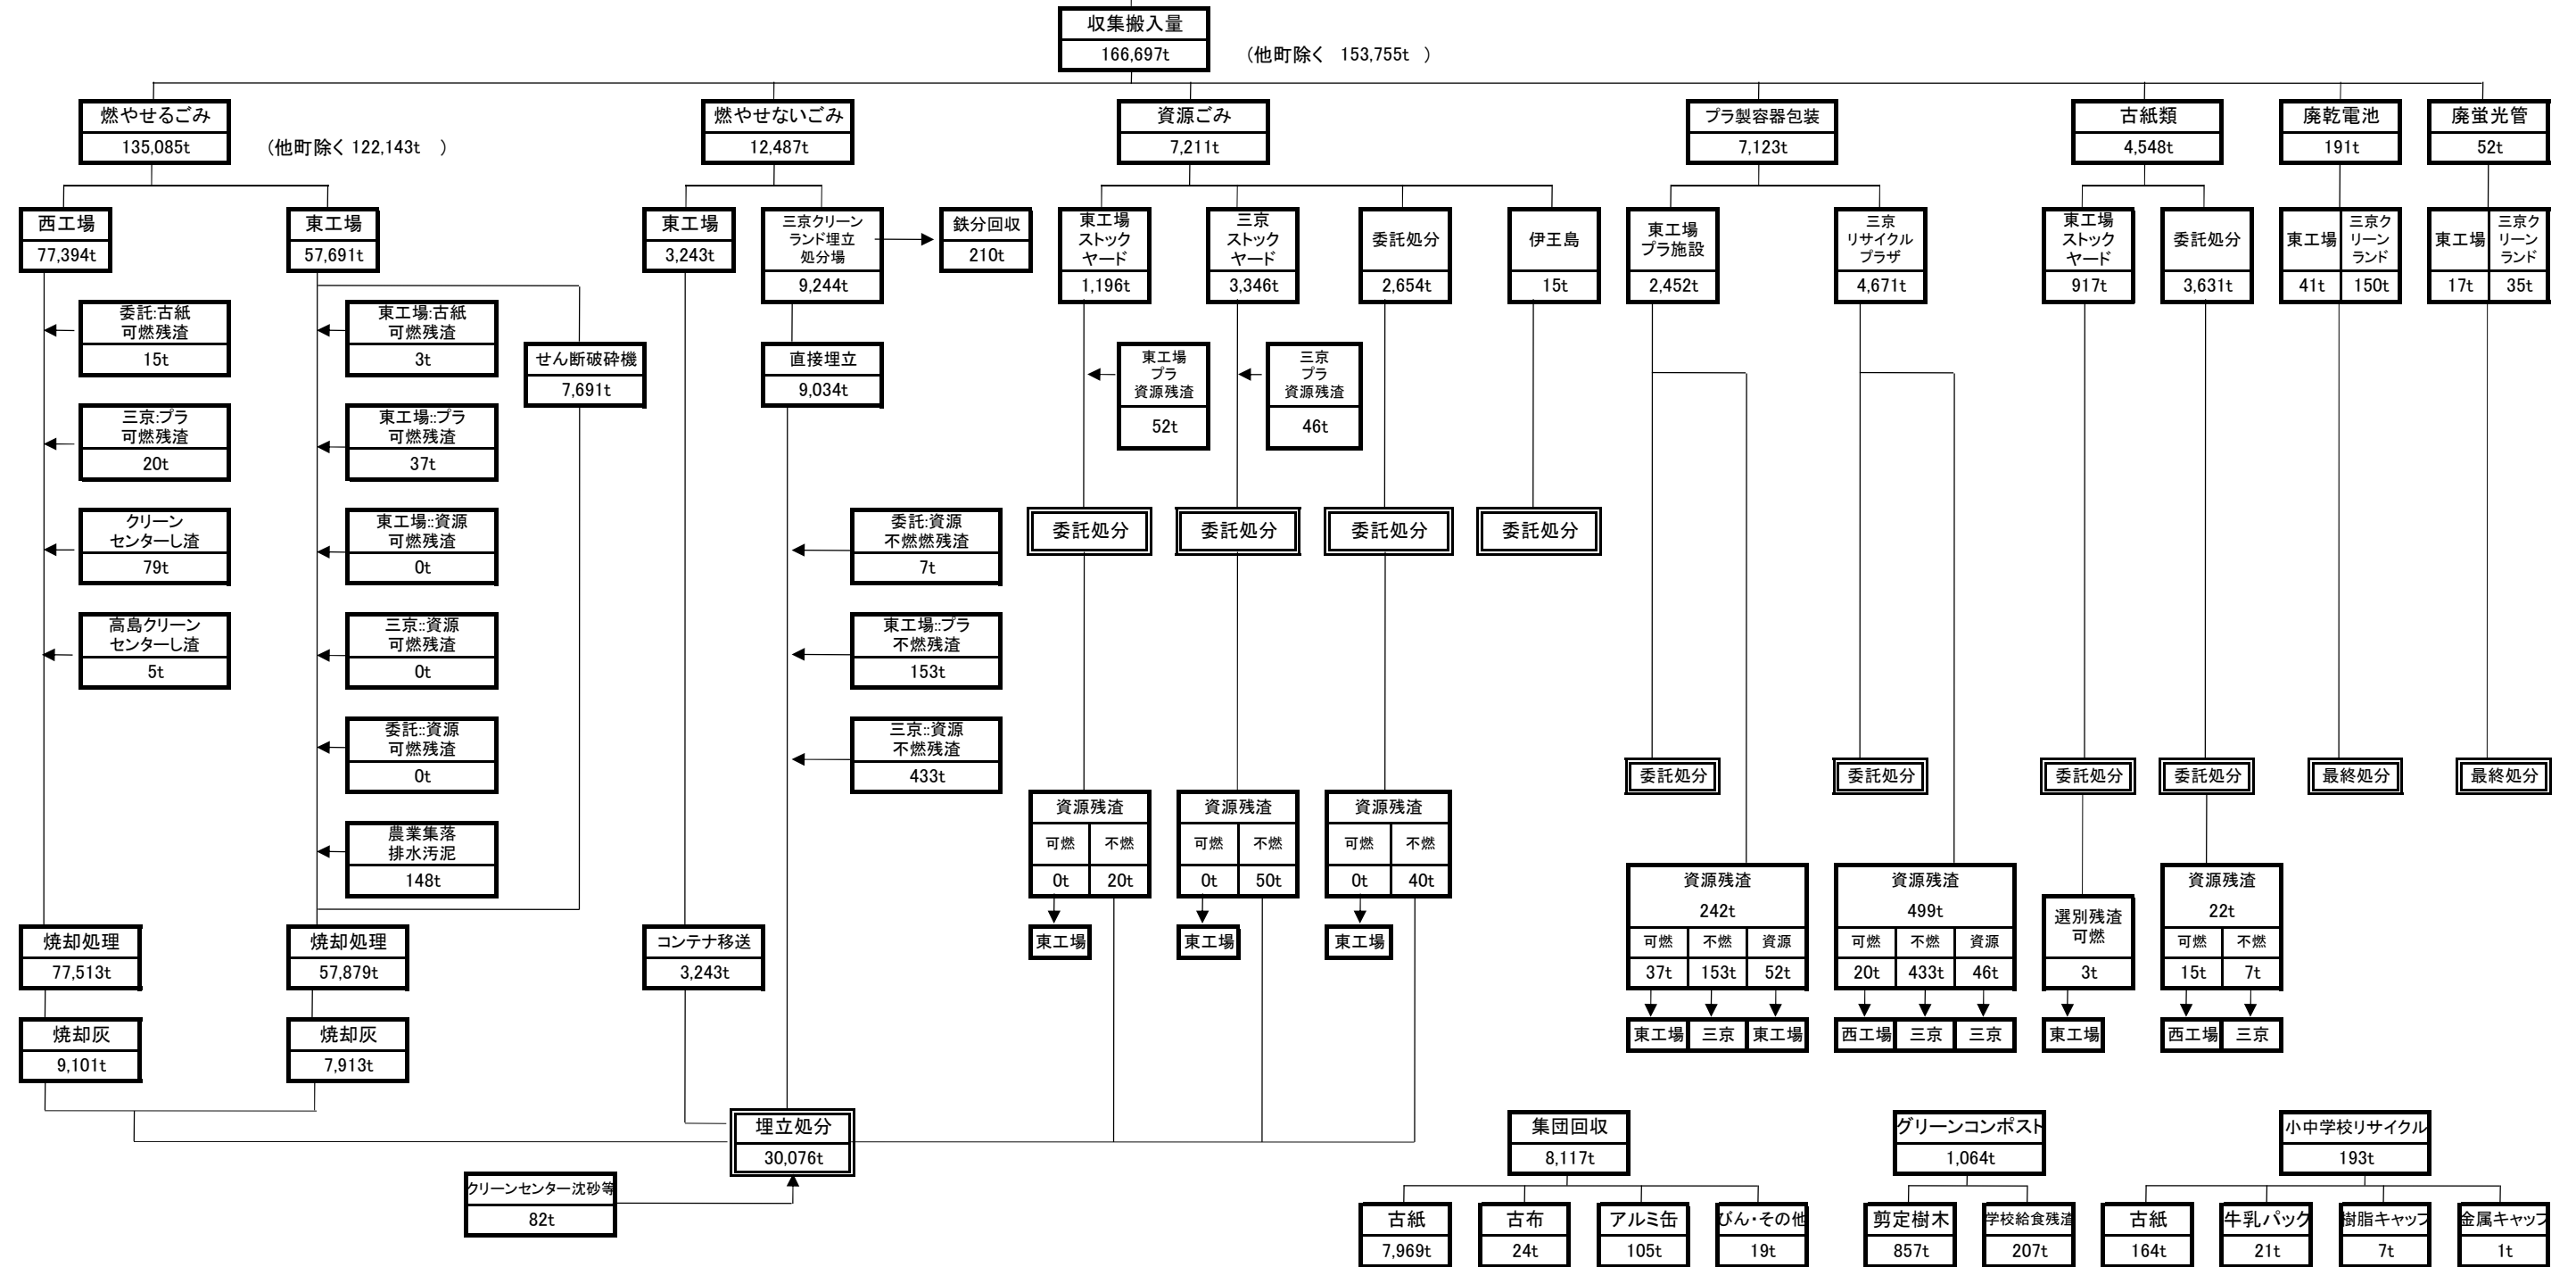 収集搬入量
166,697t
(他町除く 153,755t )
燃やせるごみ
135,085t
(他町除く 122,143t )
燃やせないごみ
12,487t
資源ごみ
7,211t
プラ製容器包装
7,123t
古紙類
4,548t
廃乾電池
191t
廃蛍光管
52t
西工場
77,394t
東工場
57,691t
東工場
3,243t
三京クリーン
ランド埋立
処分場
9,244t
鉄分回収
210t
東工場
ストック
ヤード
1,196t
三京
ストック
ヤード
3,346t
委託処分
2,654t
伊王島
15t
東工場
プラ施設
2,452t
三京
リサイクル
プラザ
4,671t
東工場
ストック
ヤード
917t
委託処分
3,631t
東工場
41t
三京ク
リーン
ランド
150t
東工場
17t
三京ク
リーン
ランド
35t
委託:古紙
可燃残渣
15t
三京:プラ
可燃残渣
20t
クリーン
センターし渣
79t
高島クリーン
センターし渣
5t
東工場:古紙
可燃残渣
3t
東工場::プラ
可燃残渣
37t
東工場::資源
可燃残渣
0t
三京::資源
可燃残渣
0t
委託::資源
可燃残渣
0t
農業集落
排水汚泥
148t
せん断破砕機
7,691t
直接埋立
9,034t
委託:資源
不燃燃残渣
7t
東工場::プラ
不燃残渣
153t
三京::資源
不燃残渣
433t
東工場
プラ
資源残渣
52t
三京
プラ
資源残渣
46t
委託処分
委託処分
委託処分
委託処分
委託処分
委託処分
委託処分
委託処分
最終処分
最終処分
資源残渣
可燃 不燃
0t 20t
東工場
資源残渣
可燃 不燃
0t 50t
東工場
資源残渣
可燃 不燃
0t 40t
東工場
資源残渣
242t
可燃 不燃 資源
37t 153t 52t
東工場 三京 東工場
資源残渣
499t
可燃 不燃 資源
20t 433t 46t
西工場 三京 三京
選別残渣
可燃
3t
東工場
資源残渣
22t
可燃 不燃
15t 7t
西工場 三京
焼却処理
77,513t
焼却処理
57,879t
コンテナ移送
3,243t
焼却灰
9,101t
焼却灰
7,913t
埋立処分
30,076t
クリーンセンター沈砂等
82t
集団回収
8,117t
古紙
7,969t
古布
24t
アルミ缶
105t
びん・その他
19t
グリーンコンポスト
1,064t
剪定樹木
857t
学校給食残渣
207t
小中学校リサイクル
193t
古紙
164t
牛乳パック
21t
樹脂キャップ
7t
金属キャップ
1t